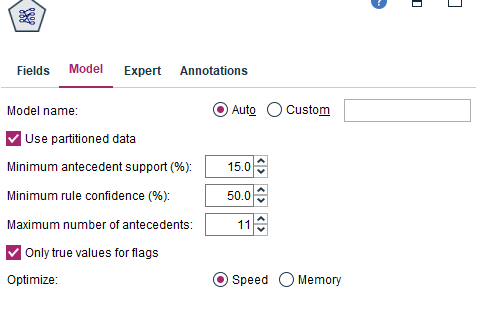 ?
Fields Model Expert Annotations
Model name: Auto Custom
Use partitioned data
Minimum antecedent support (%): 15.0
Minimum rule confidence (%): 50.0
Maximum number of antecedents: 11
Only true values for flags
Optimize: Speed Memory